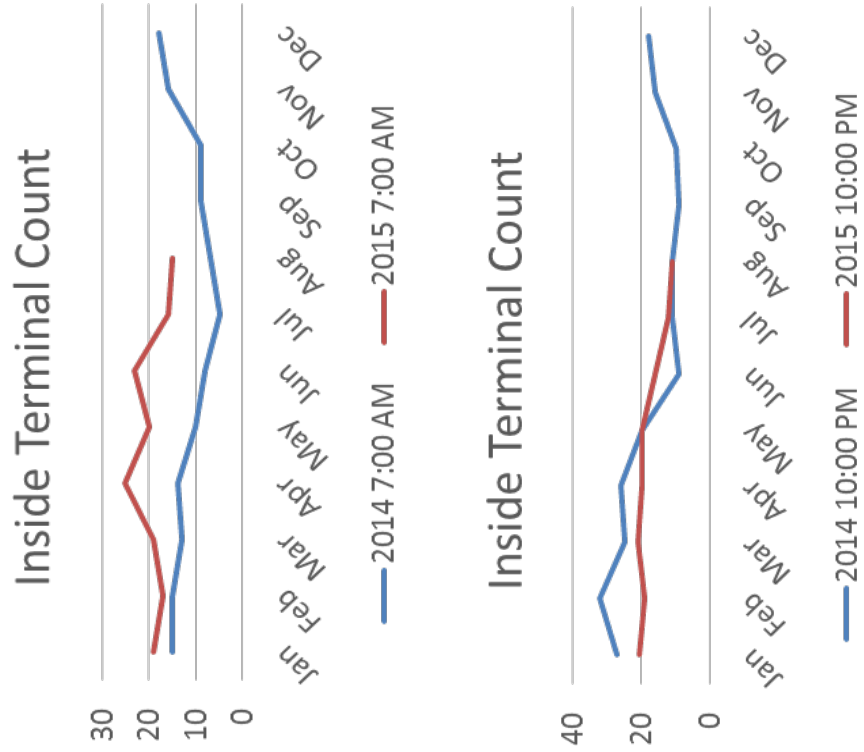 Inside Terminal Count
30
20
10
0
Jan Feb Mar Apr May Jun Jul Aug Sep Oct Nov Dec
2014 7:00 AM 2015 7:00 AM
Inside Terminal Count
40
20
0
Jan Feb Mar Apr May Jun Jul Aug Sep Oct Nov Dec
2014 10:00 PM 2015 10:00 PM